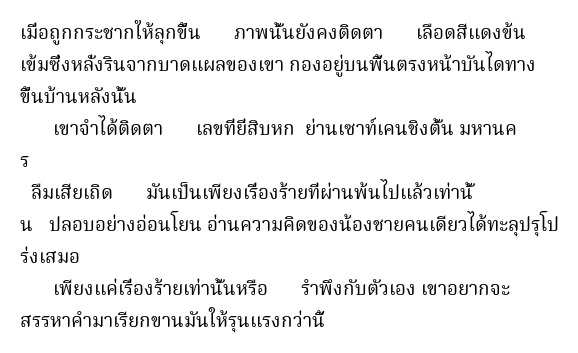 เมื่อถูกกระชากให้ลุกขึ้น ภาพนั้นยังคงติดตา เลือดสีแดงข้น
เข้มซึ่งหลั่งรินจากบาดแผลของเขา กองอยู่บนพื้นตรงหน้าบันไดทาง
ขึ้นบ้านหลังนั้น
เขาจำได้ติดตา เลขที่ยี่สิบหก ย่านเซาท์เคนชิงตั้น มหานค
ร
ลืมเสียเถิด มันเป็นเพียงเรื่องร้ายที่ผ่านพ้นไปแล้วเท่านั้
น ปลอบอย่างอ่อนโยน อ่านความคิดของน้องชายคนเดียวได้ทะลุปรุโป
ร่งเสมอ
เพียงแค่เรื่องร้ายเท่านั้นหรือ รำพึงกับตัวเอง เขาอยากจะ
สรรหาคำมาเรียกขานมันให้รุนแรงกว่านี้